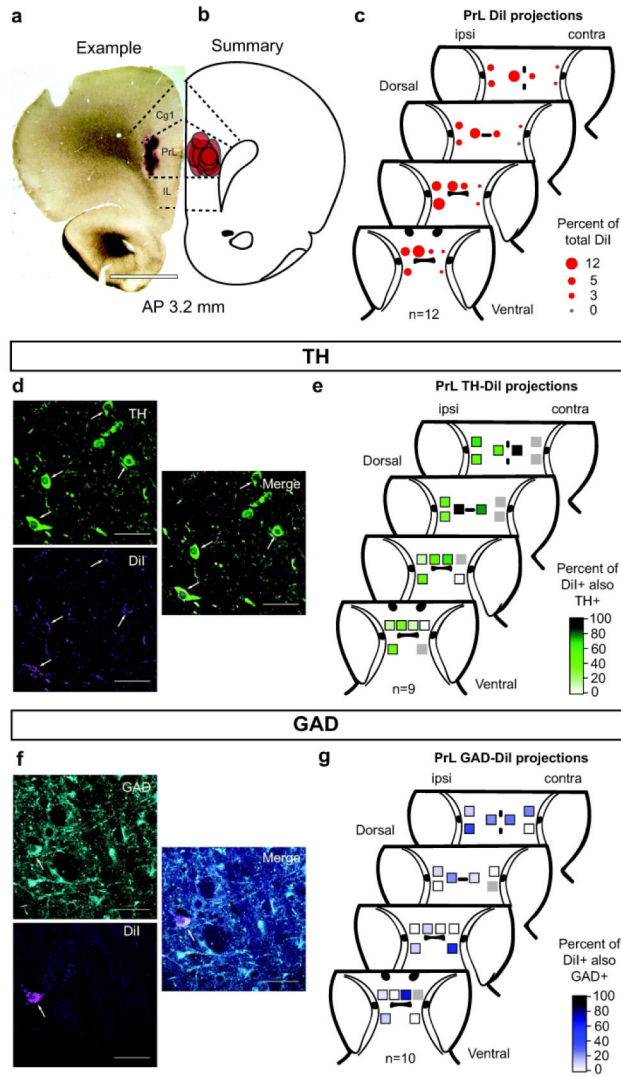 a
b
c
Example
Summary
PrL DiI projections
ipsi
contra
Cg1
PrL
IL
AP 3.2 mm
Dorsal
Percent of
total DiI
12
5
3
0
n=12
Ventral
TH
d
TH
DiI
Merge
e
PrL TH-DiI projections
ipsi
contra
Dorsal
Percent of
DiI+ also
TH+
100
80
60
40
20
0
n=9
Ventral
GAD
f
GAD
DiI
Merge
g
PrL GAD-DiI projections
ipsi
contra
Dorsal
Percent of
DiI+ also
GAD+
100
80
60
40
20
0
n=10
Ventral